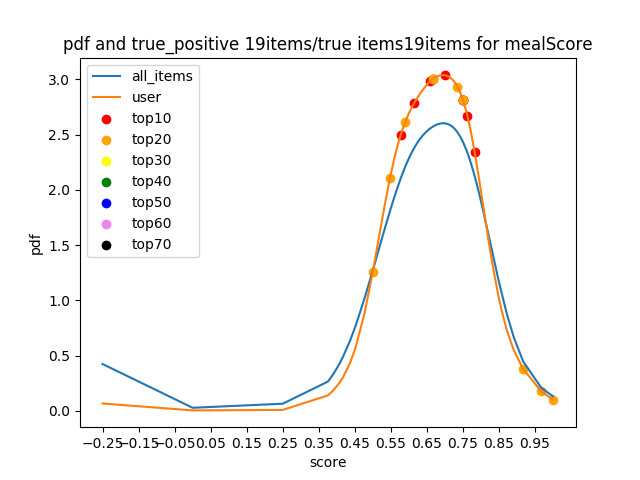 pdf and true_positive 19items/true items19items for mealScore
all_items
user
top10
top20
top30
top40
top50
top60
top70
pdf
3.0
2.5
2.0
1.5
1.0
0.5
0.0
−0.25 −0.15 −0.05 0.05 0.15 0.25 0.35 0.45 0.55 0.65 0.75 0.85 0.95
score